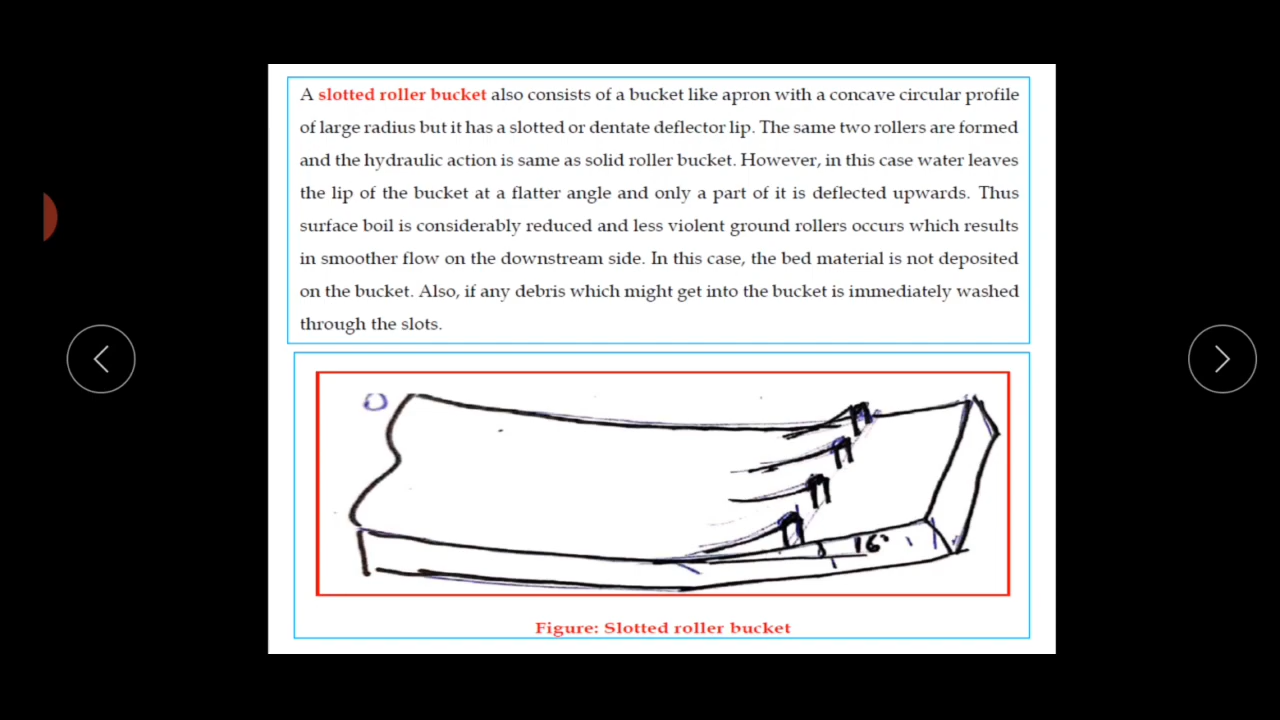 A slotted roller bucket also consists of a bucket like apron with a concave circular profile
of large radius but it has a slotted or dentate deflector lip. The same two rollers are formed
and the hydraulic action is same as solid roller bucket. However, in this case water leaves
the lip of the bucket at a flatter angle and only a part of it is deflected upwards. Thus
surface boil is considerably reduced and less violent ground rollers occurs which results
in smoother flow on the downstream side. In this case, the bed material is not deposited
on the bucket. Also, if any debris which might get into the bucket is immediately washed
through the slots.
16°
Figure: Slotted roller bucket